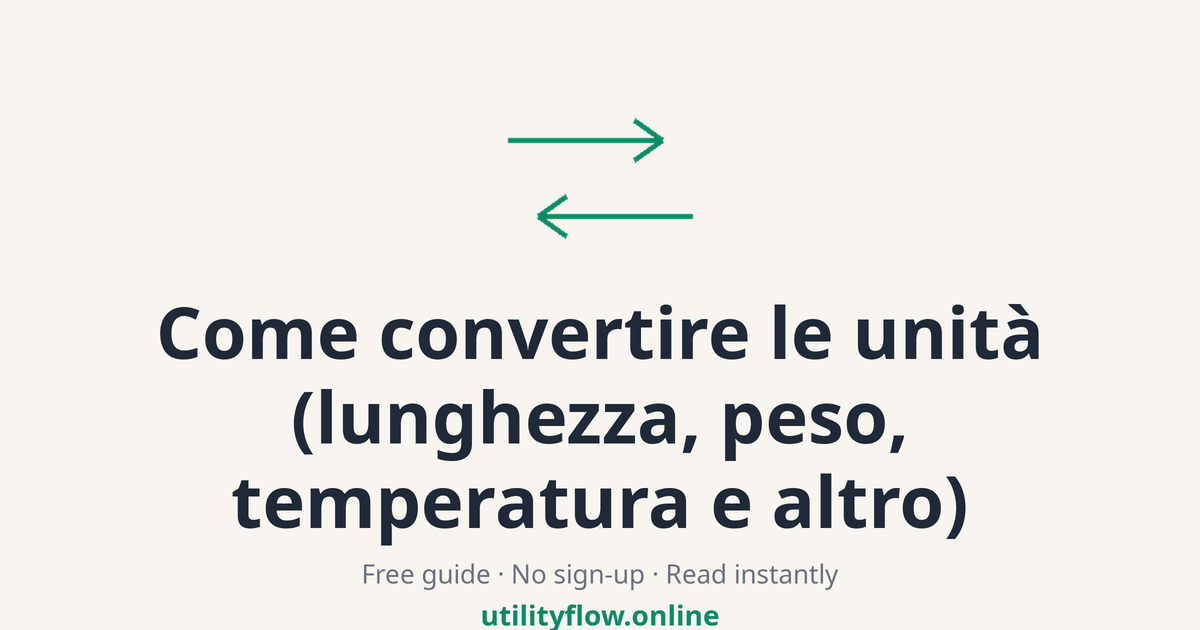 Come convertire le unità
(lunghezza, peso,
temperatura e altro)
Free guide · No sign-up · Read instantly
utilityflow.online